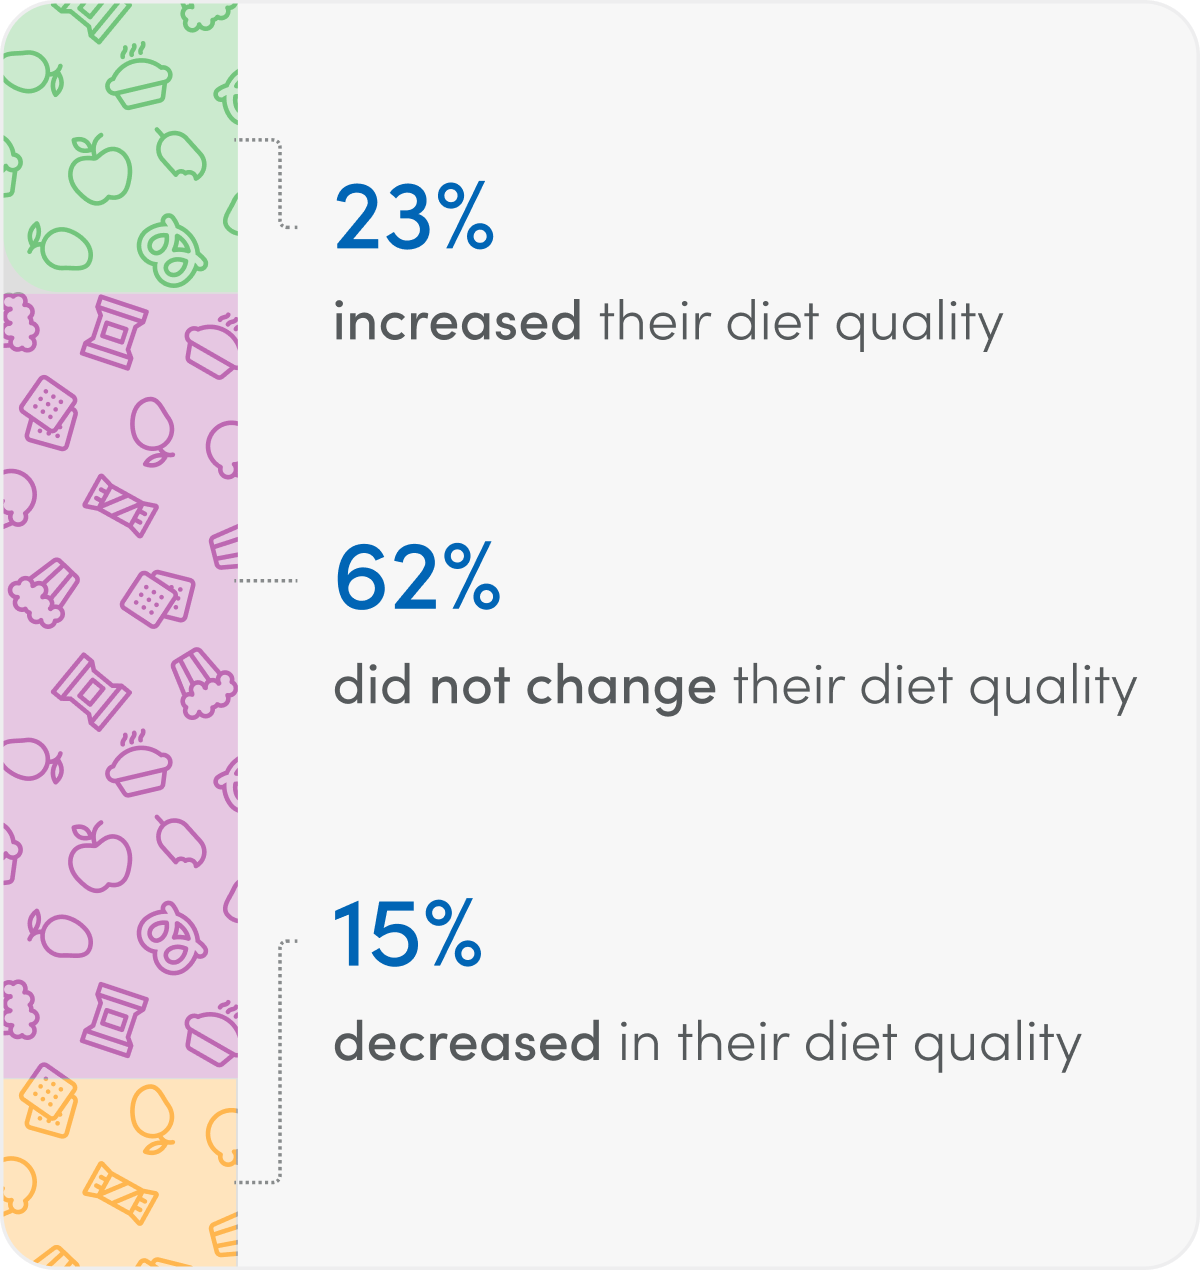 23%
increased their diet quality
62%
did not change their diet quality
15%
decreased in their diet quality